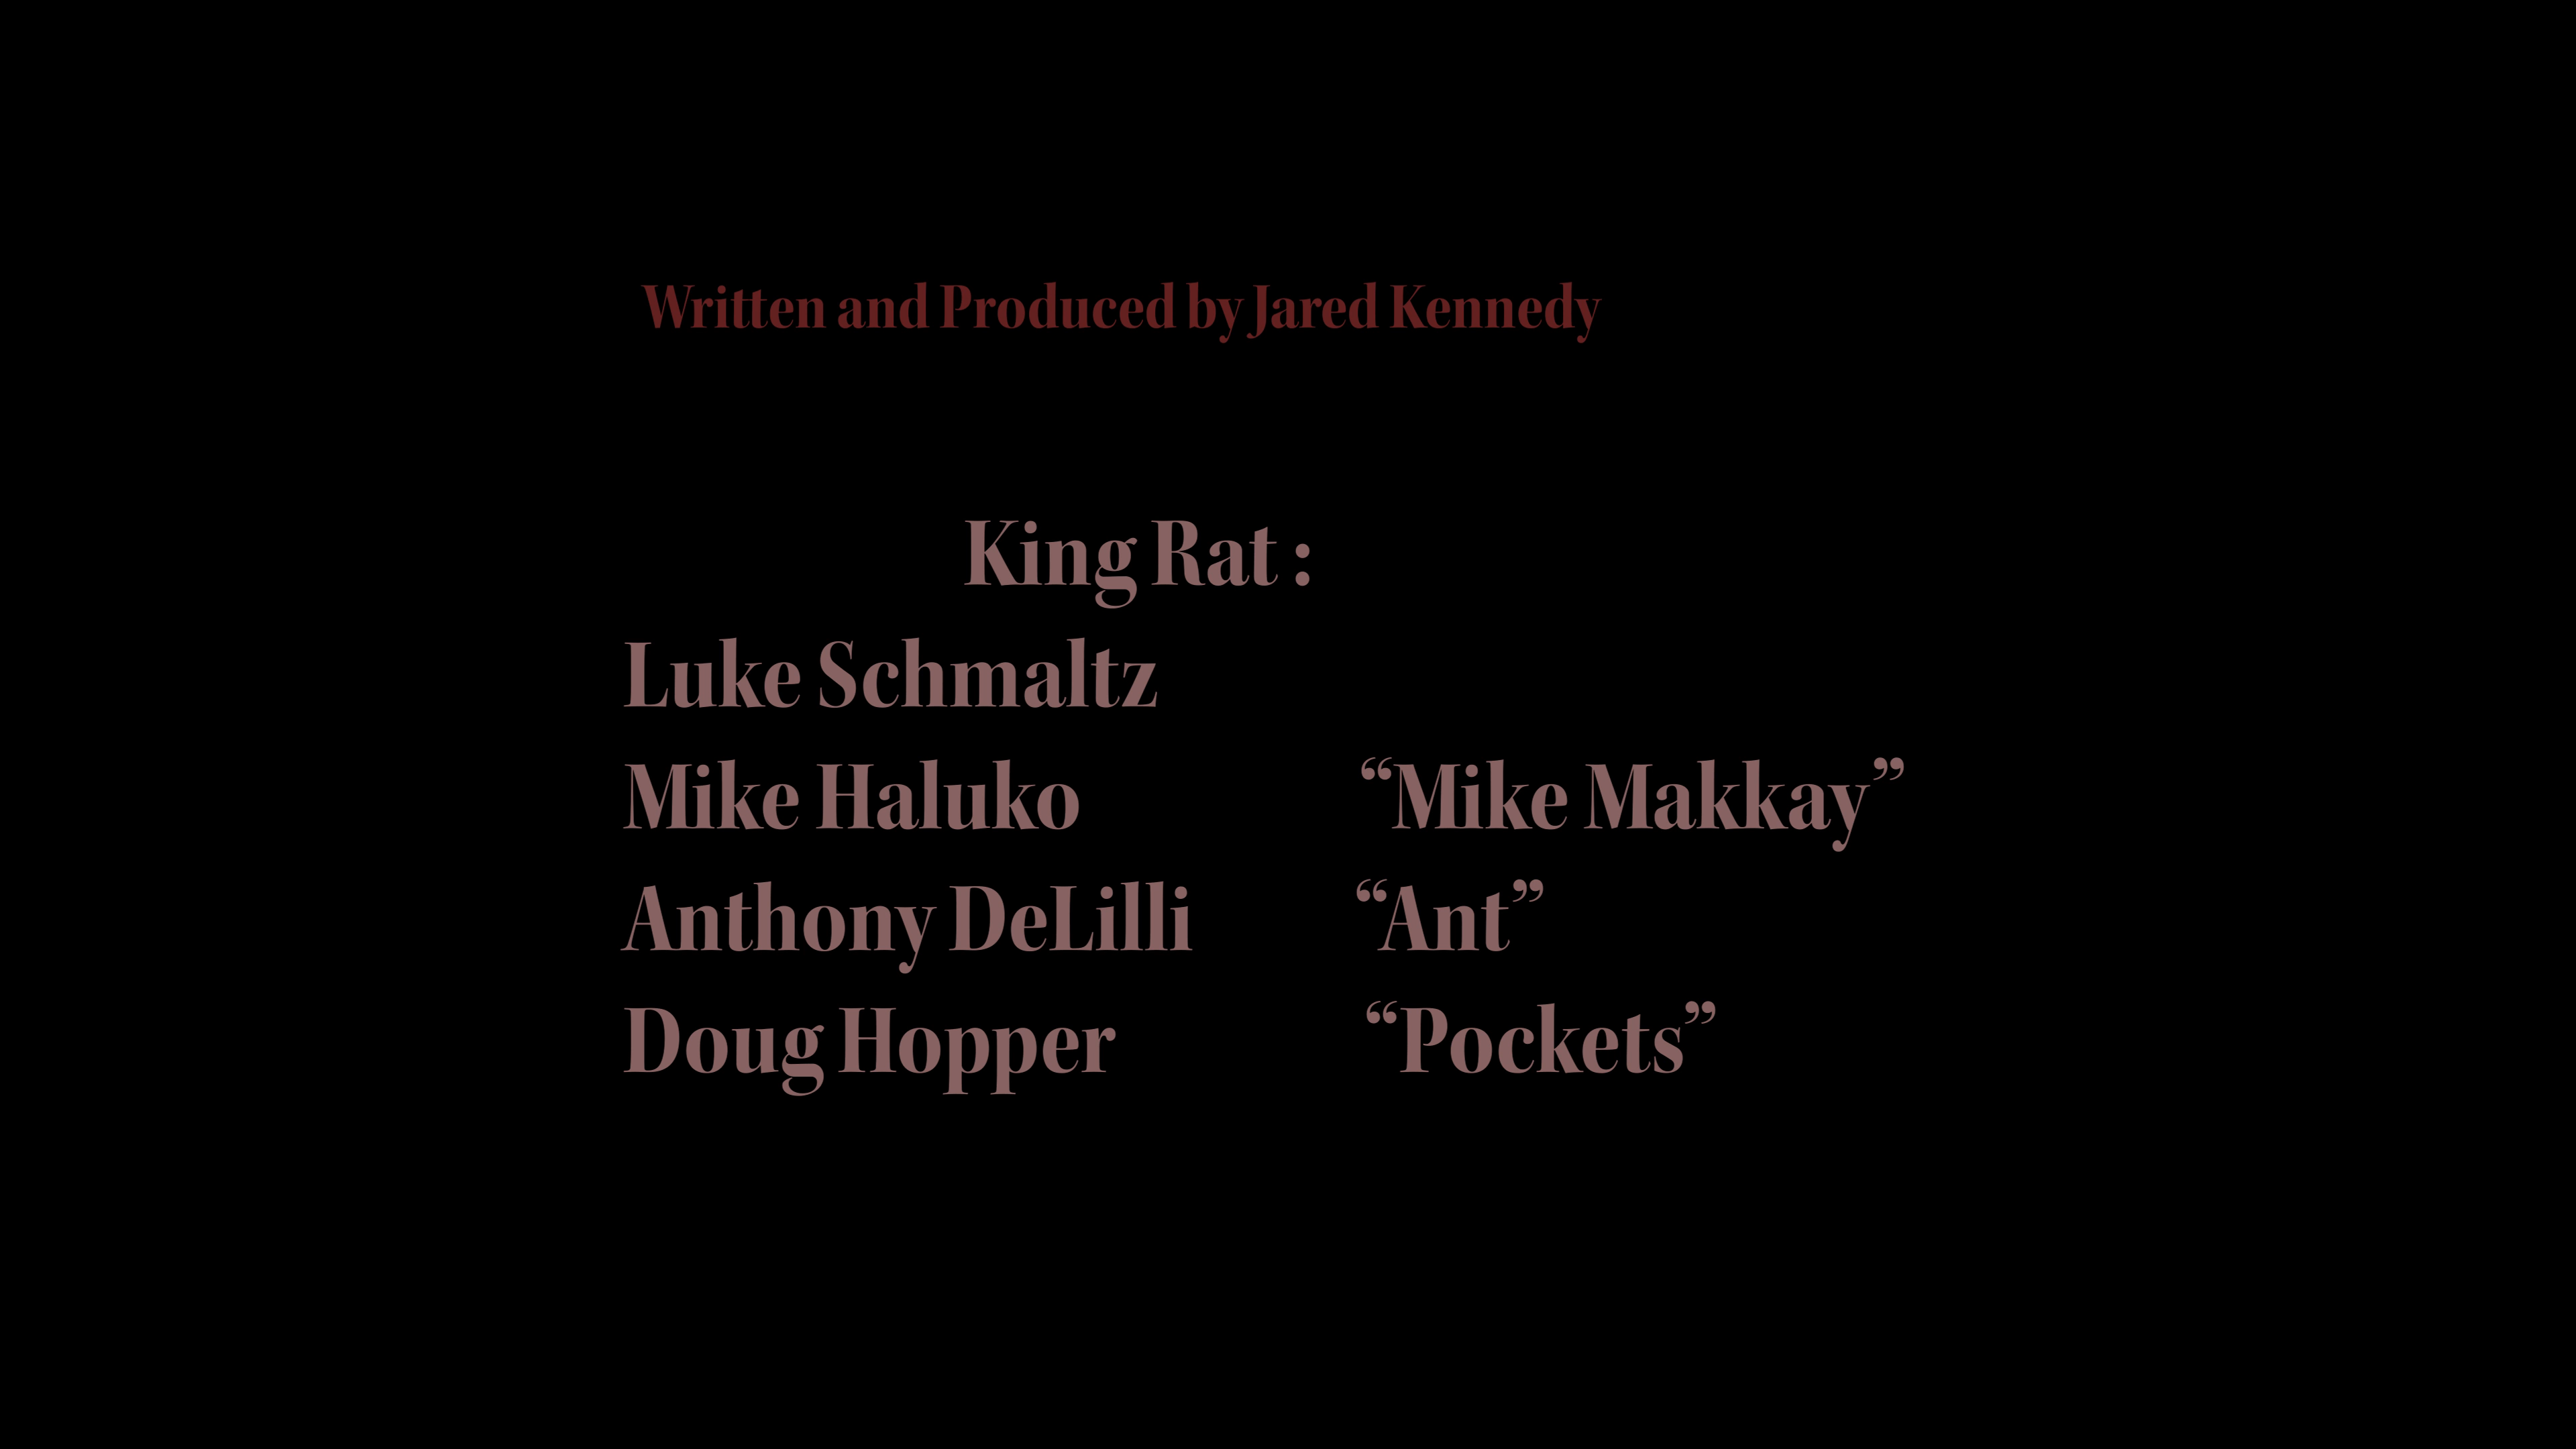 Written and Produced by Jared Kennedy
King Rat :
Luke Schmaltz
Mike Haluko “Mike Makkay”
Anthony DeLilli “Ant”
Doug Hopper “Pockets”